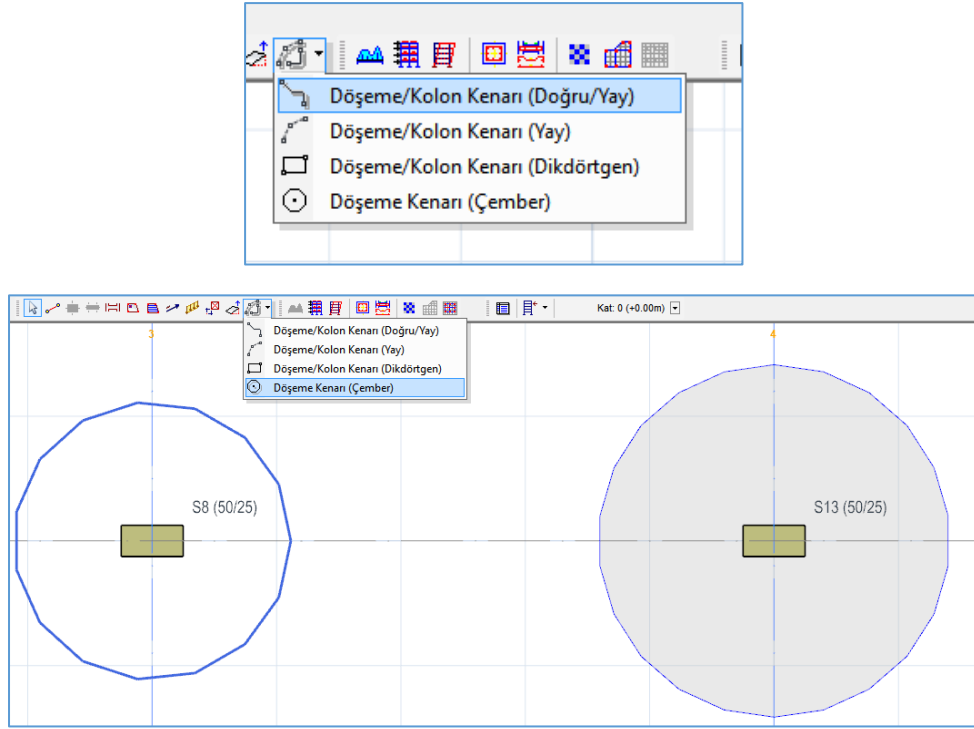 Döşeme/Kolon Kenarı (Doğru/Yay)
Döşeme/Kolon Kenarı (Yay)
Döşeme/Kolon Kenarı (Dikdörtgen)
Döşeme Kenarı (Çember)
Kat: 0 (+0.00m)
3
4
Döşeme/Kolon Kenarı (Doğru/Yay)
Döşeme/Kolon Kenarı (Yay)
Döşeme/Kolon Kenarı (Dikdörtgen)
Döşeme Kenarı (Çember)
S8 (50/25)
S13 (50/25)